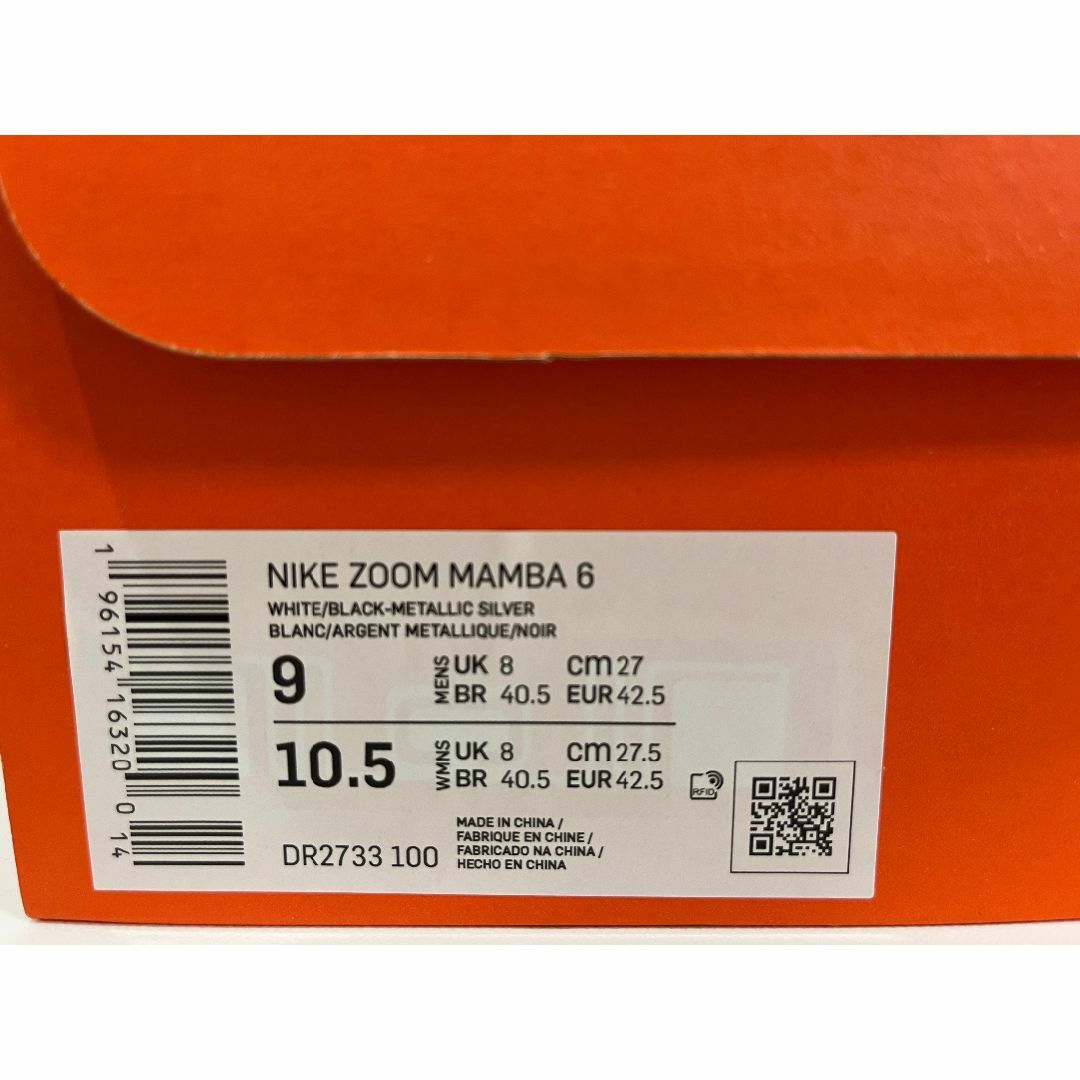 NIKE ZOOM MAMBA 6
WHITE/BLACK-METALLIC SILVER
BLANC/ARGENT METALLIQUE/NOIR
9 MENS UK 8 CM 27
BR 40.5 EUR 42.5
10.5 WMNS UK 8 CM 27.5
BR 40.5 EUR 42.5
RFID
DR2733 100
MADE IN CHINA /
FABRIQUE EN CHINE /
FABRICADO NA CHINA /
HECHO EN CHINA
1 96154 16320 0 14